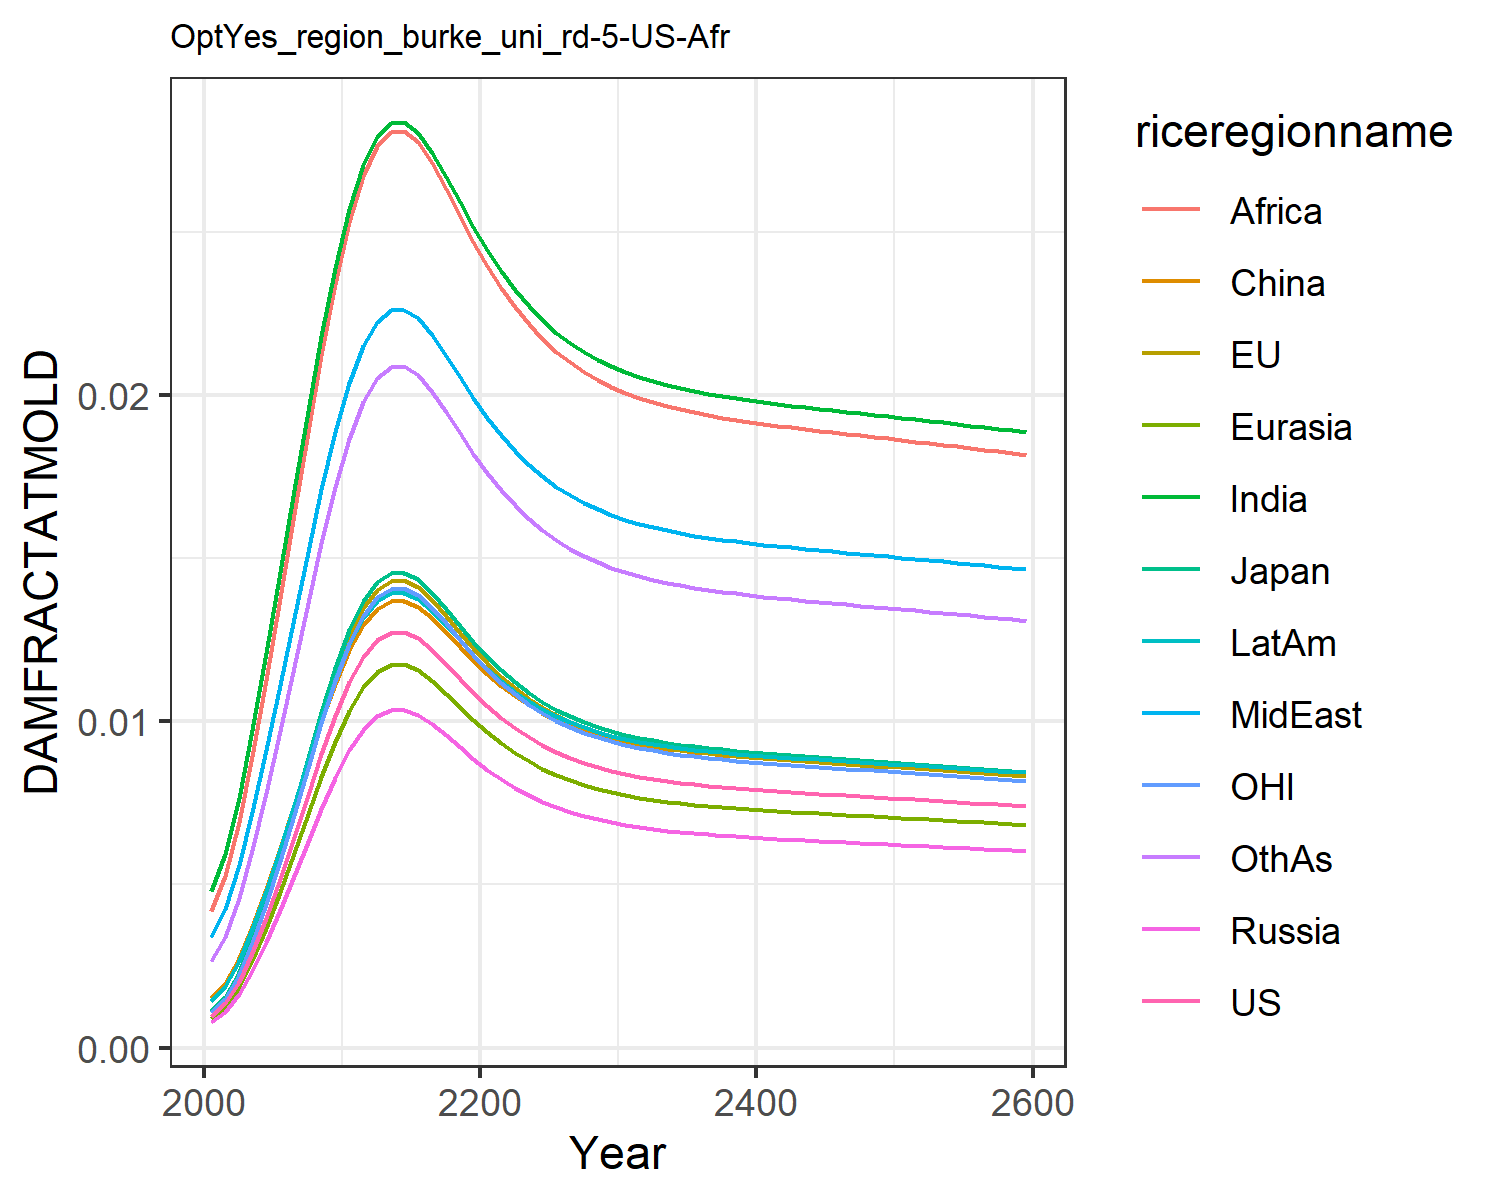 OptYes_region_burke_uni_rd-5-US-Afr
DAMFRACTATMOLD
0.02
0.01
0.00
2000 2200 2400 2600
Year
riceregionname
Africa
China
EU
Eurasia
India
Japan
LatAm
MidEast
OHI
OthAs
Russia
US